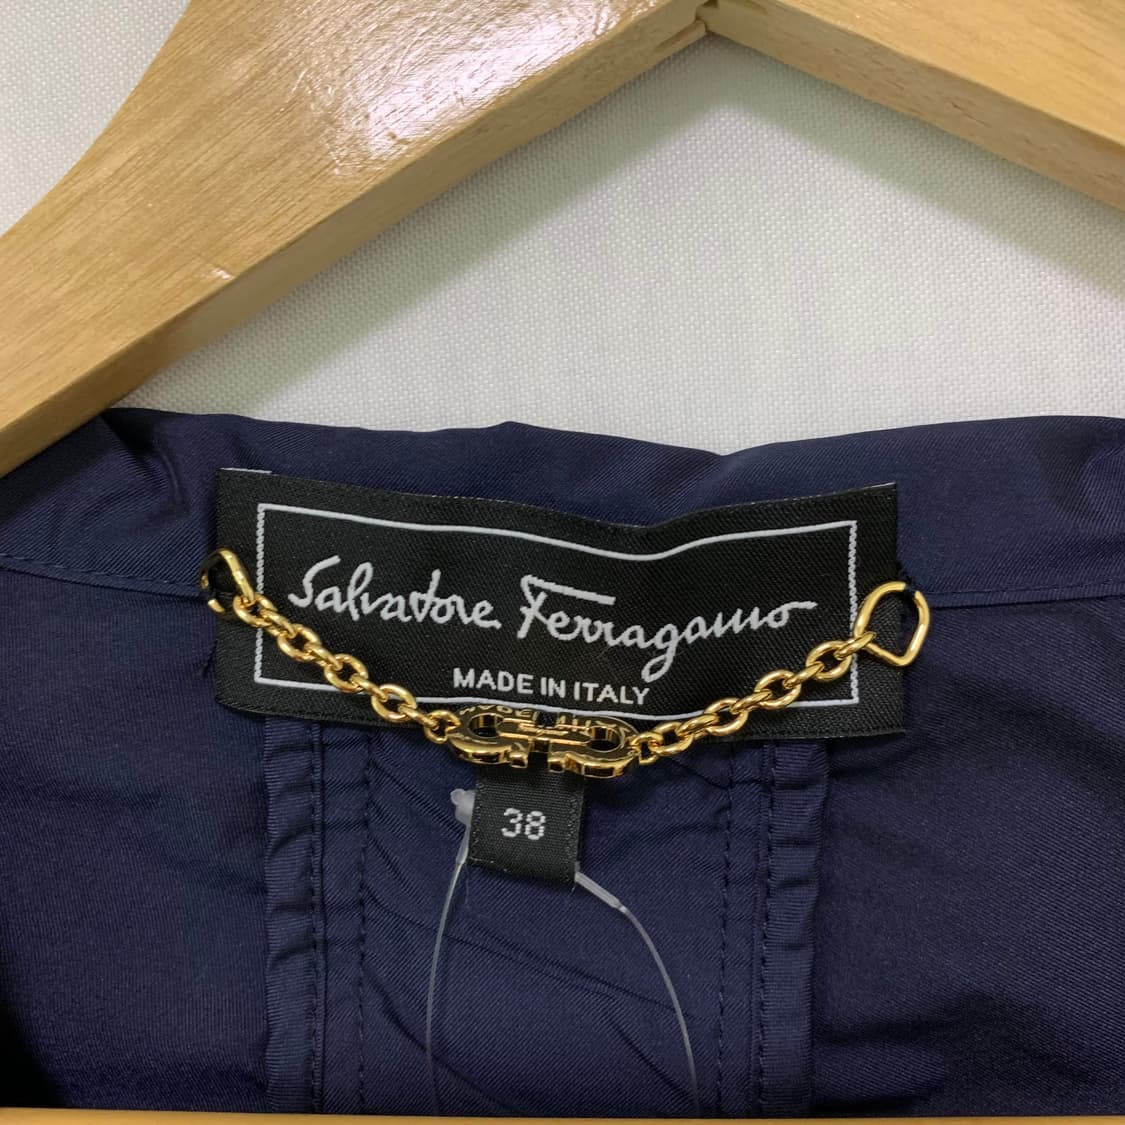 Salvatore Ferragamo
MADE IN ITALY
38